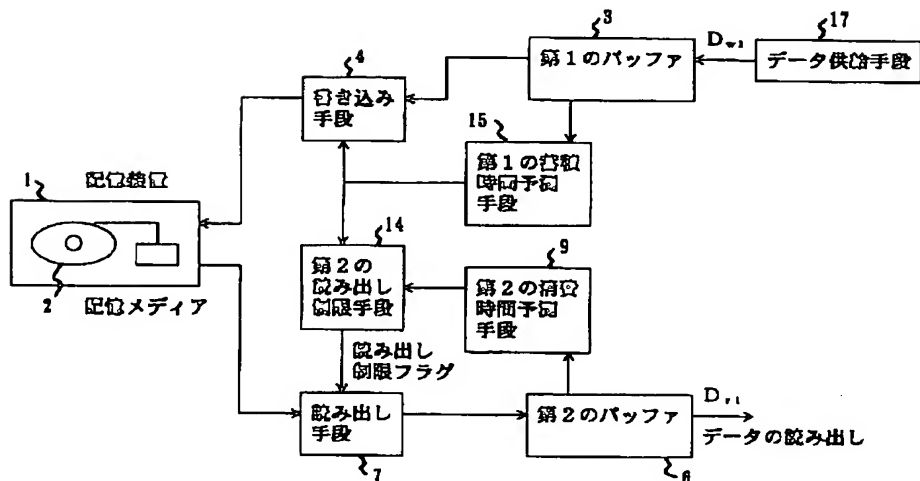 3
17
D_w1
第1のバッファ
データ供給手段
4
書き込み
手段
15
第1の蓄積
時間予測
手段
1
記憶装置
14
第2の
読み出し
制限手段
9
第2の消費
時間予測
手段
2
記憶メディア
読み出し
制限フラグ
読み出し
手段
7
第2のバッファ
6
D_r1
データの読み出し